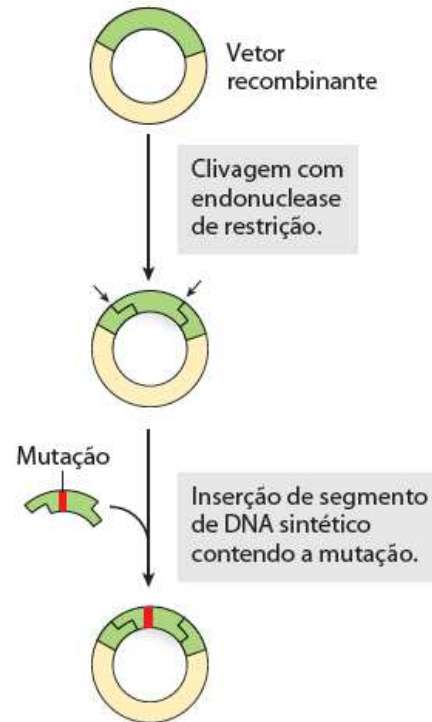 Vetor
recombinante
Clivagem com
endonuclease
de restrição.
Mutação
Inserção de segmento
de DNA sintético
contendo a mutação.